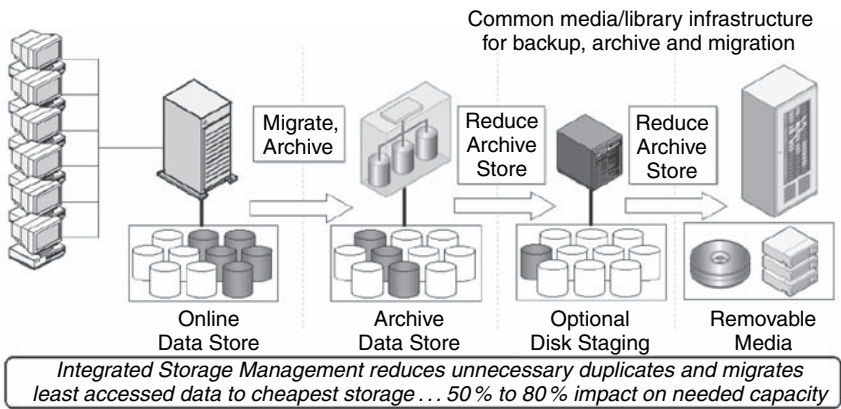 Common media/library infrastructure
for backup, archive and migration
Migrate,
Archive
Reduce
Archive
Store
Reduce
Archive
Store
Online
Data Store
Archive
Data Store
Optional
Disk Staging
Removable
Media
Integrated Storage Management reduces unnecessary duplicates and migrates
least accessed data to cheapest storage ... 50 % to 80 % impact on needed capacity